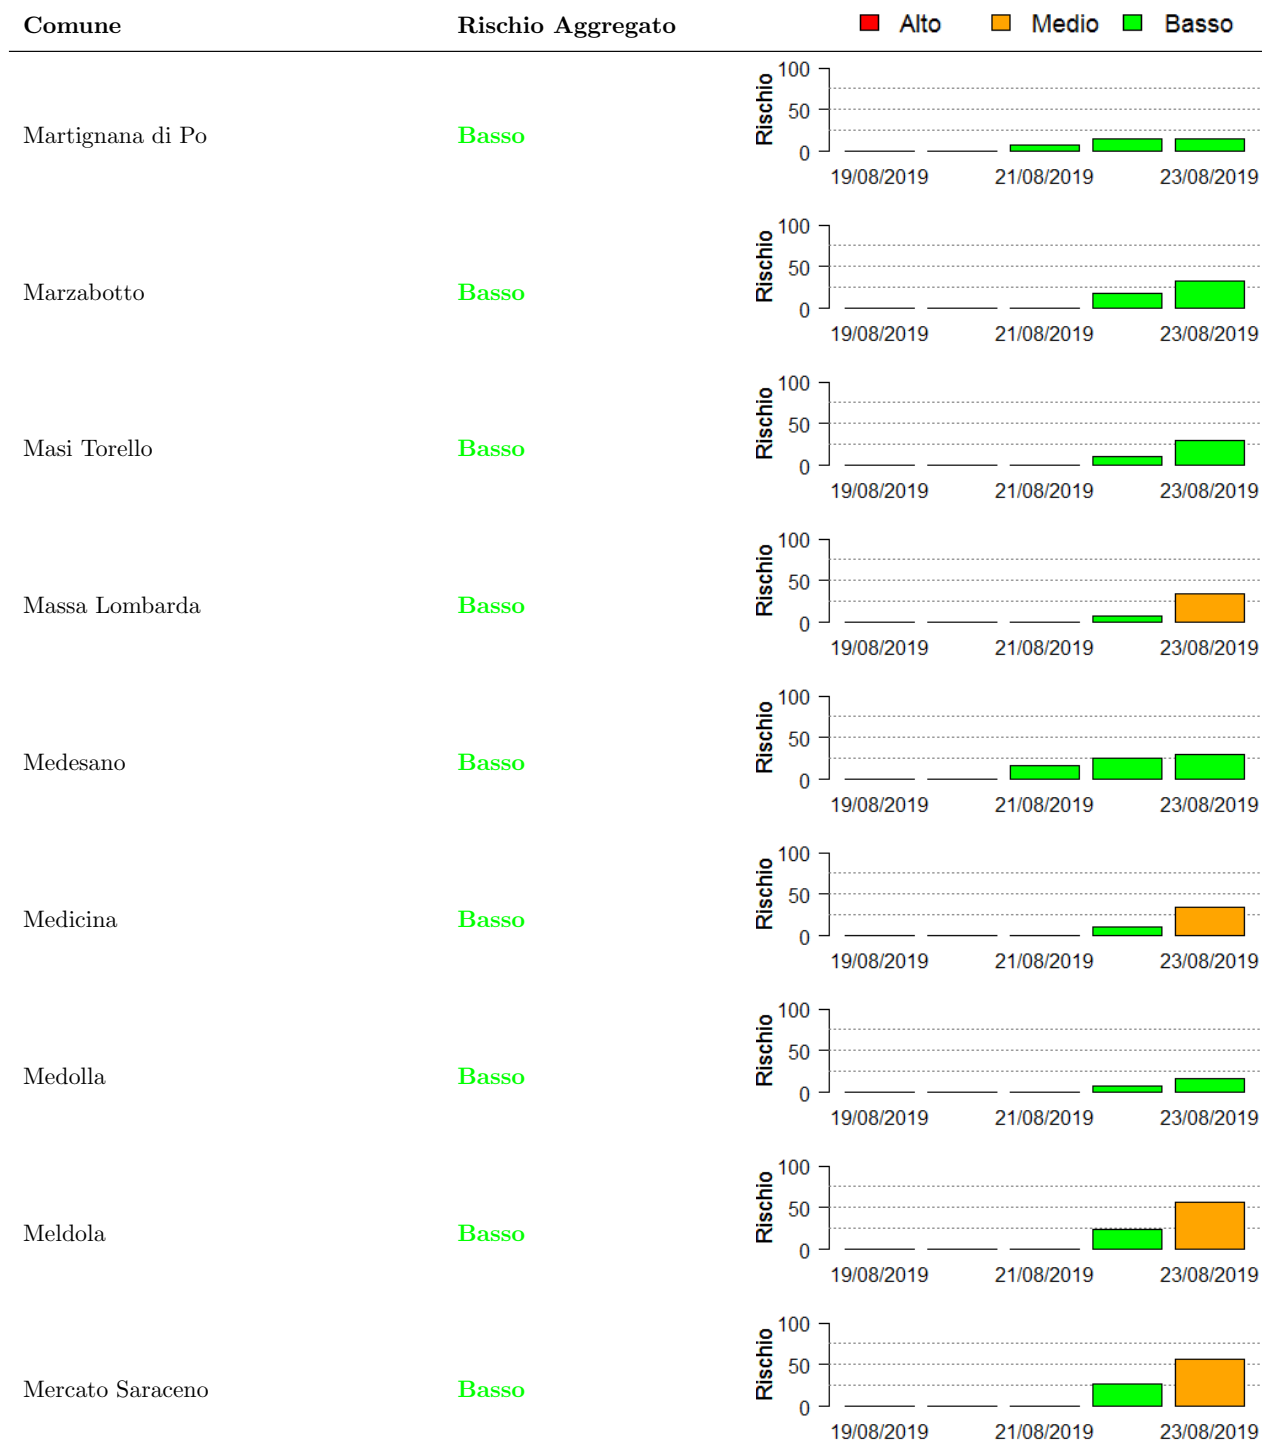 Comune Rischio Aggregato Alto Medio Basso
Martignana di Po Basso Rischio 100 50 0
19/08/2019 21/08/2019 23/08/2019
Marzabotto Basso Rischio 100 50 0
19/08/2019 21/08/2019 23/08/2019
Masi Torello Basso Rischio 100 50 0
19/08/2019 21/08/2019 23/08/2019
Massa Lombarda Basso Rischio 100 50 0
19/08/2019 21/08/2019 23/08/2019
Medesano Basso Rischio 100 50 0
19/08/2019 21/08/2019 23/08/2019
Medicina Basso Rischio 100 50 0
19/08/2019 21/08/2019 23/08/2019
Medolla Basso Rischio 100 50 0
19/08/2019 21/08/2019 23/08/2019
Meldola Basso Rischio 100 50 0
19/08/2019 21/08/2019 23/08/2019
Mercato Saraceno Basso Rischio 100 50 0
19/08/2019 21/08/2019 23/08/2019